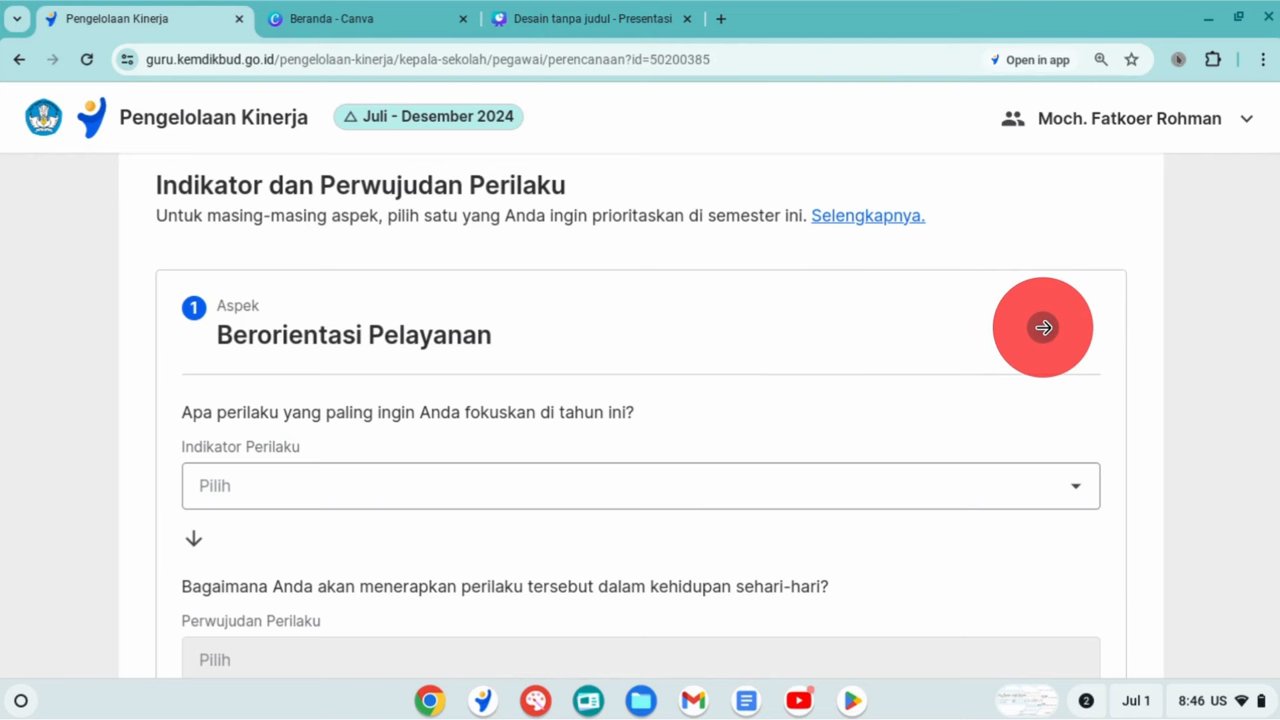 Pengelolaan Kinerja
Beranda - Canva
Desain tanpa judul - Presentasi
guru.kemdikbud.go.id/pengelolaan-kinerja/kepala-sekolah/pegawai/perencanaan?id=50200385
Open in app
Pengelolaan Kinerja
Juli - Desember 2024
Moch. Fatkoer Rohman
Indikator dan Perwujudan Perilaku
Untuk masing-masing aspek, pilih satu yang Anda ingin prioritaskan di semester ini. Selengkapnya.
1 Aspek
Berorientasi Pelayanan
Apa perilaku yang paling ingin Anda fokuskan di tahun ini?
Indikator Perilaku
Pilih
Bagaimana Anda akan menerapkan perilaku tersebut dalam kehidupan sehari-hari?
Perwujudan Perilaku
Pilih
2 Jul 1 8:46 US